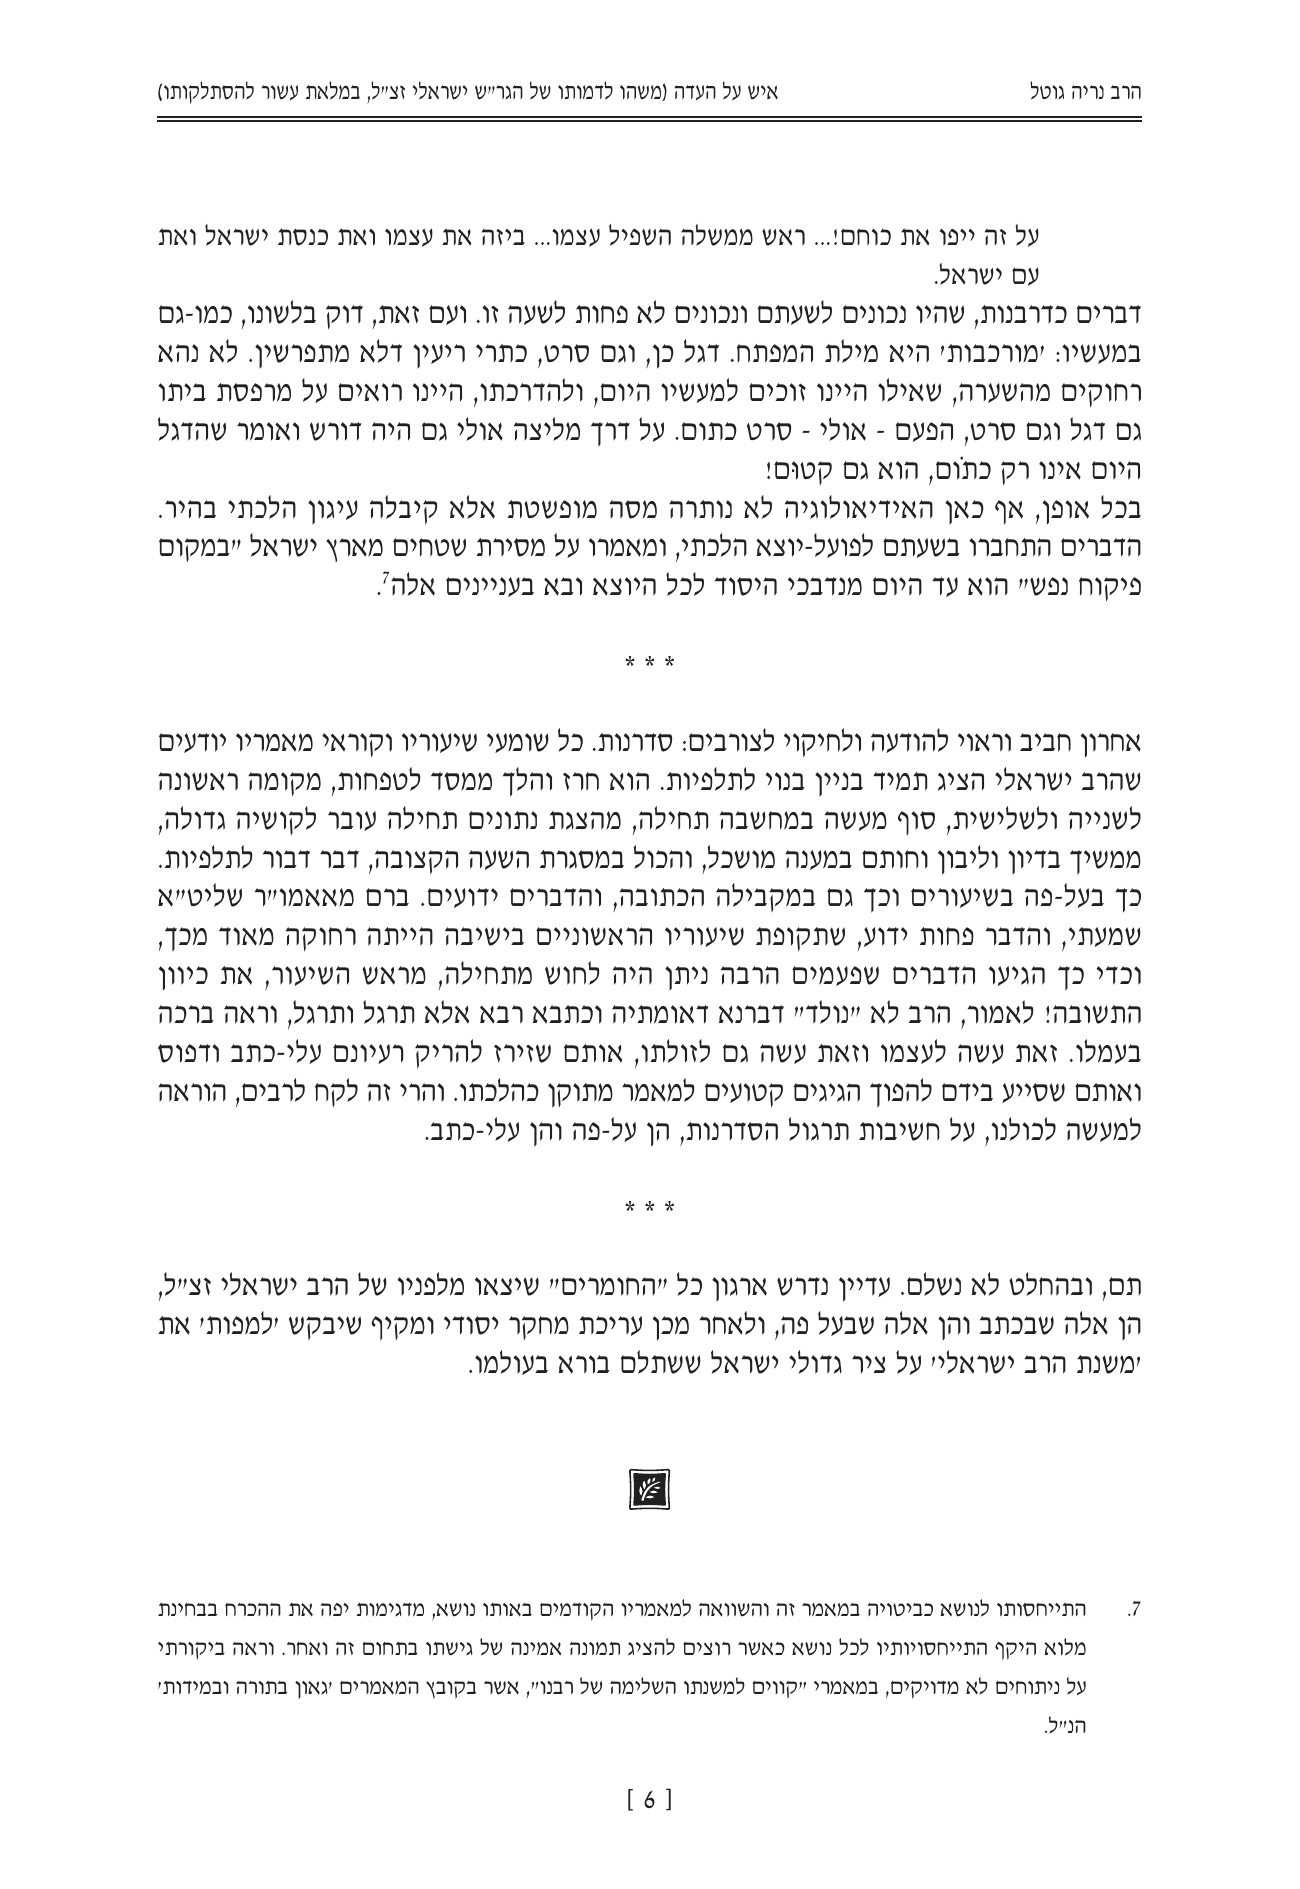 הרב נריה גוטל
איש על העדה (משהו לדמותו של הגר״ש ישראלי זצ״ל, במלאת עשור להסתלקותו)
על זה ייפו את כוחם!... ראש ממשלה השפיל עצמו... ביזה את עצמו ואת כנסת ישראל ואת
עם ישראל.
דברים כדרבנות, שהיו נכונים לשעתם ונכונים לא פחות לשעה זו. ועם זאת, דוק בלשונו, כמו-גם
במעשיו: ׳מורכבות׳ היא מילת המפתח. דגל כן, וגם סרט, כתרי ריעין דלא מתפרשין. לא נהא
רחוקים מהשערה, שאילו היינו זוכים למעשיו היום, ולהדרכתו, היינו רואים על מרפסת ביתו
גם דגל וגם סרט, הפעם - אולי - סרט כתום. על דרך מליצה אולי גם היה דורש ואומר שהדגל
היום אינו רק כתֹום, הוא גם קטוּם!
בכל אופן, אף כאן האידיאולוגיה לא נותרה מסה מופשטת אלא קיבלה עיגון הלכתי בהיר.
הדברים התחברו בשעתם לפועל-יוצא הלכתי, ומאמרו על מסירת שטחים מארץ ישראל ״במקום
פיקוח נפש״ הוא עד היום מנדבכי היסוד לכל היוצא ובא בעניינים אלה7.
* * *
אחרון חביב וראוי להודעה ולחיקוי לצורבים: סדרנות. כל שומעי שיעוריו וקוראי מאמריו יודעים
שהרב ישראלי הציג תמיד בניין בנוי לתלפיות. הוא חרז והלך ממסד לטפחות, מקומה ראשונה
לשנייה ולשלישית, סוף מעשה במחשבה תחילה, מהצגת נתונים תחילה עובר לקושיה גדולה,
ממשיך בדיון וליבון וחותם במענה מושכל, והכול במסגרת השעה הקצובה, דבר דבור לתלפיות.
כך בעל-פה בשיעורים וכך גם במקבילה הכתובה, והדברים ידועים. ברם מאאמו״ר שליט״א
שמעתי, והדבר פחות ידוע, שתקופת שיעוריו הראשוניים בישיבה הייתה רחוקה מאוד מכך,
וכדי כך הגיעו הדברים שפעמים הרבה ניתן היה לחוש מתחילה, מראש השיעור, את כיוון
התשובה! לאמור, הרב לא ״נולד״ דברנא דאומתיה וכתבא רבא אלא תרגל ותרגל, וראה ברכה
בעמלו. זאת עשה לעצמו וזאת עשה גם לזולתו, אותם שזירז להריק רעיונם עלי-כתב ודפוס
ואותם שסייע בידם להפוך הגיגים קטועים למאמר מתוקן כהלכתו. והרי זה לקח לרבים, הוראה
למעשה לכולנו, על חשיבות תרגול הסדרנות, הן על-פה והן עלי-כתב.
* * *
תם, ובהחלט לא נשלם. עדיין נדרש ארגון כל ״החומרים״ שיצאו מלפניו של הרב ישראלי זצ״ל,
הן אלה שבכתב והן אלה שבעל פה, ולאחר מכן עריכת מחקר יסודי ומקיף שיבקש ׳למפות׳ את
׳משנת הרב ישראלי׳ על ציר גדולי ישראל ששתלם בורא בעולמו.
7. התייחסותו לנושא כביטויה במאמר זה והשוואה למאמריו הקודמים באותו נושא, מדגימות יפה את ההכרח בבחינת
מלוא היקף התייחסויותיו לכל נושא כאשר רוצים להציג תמונה אמינה של גישתו בתחום זה ואחר. וראה ביקורתי
על ניתוחים לא מדויקים, במאמרי ״קווים למשנתו השלימה של רבנו״, אשר בקובץ המאמרים ׳גאון בתורה ובמידות׳
הנ״ל.
[ 6 ]